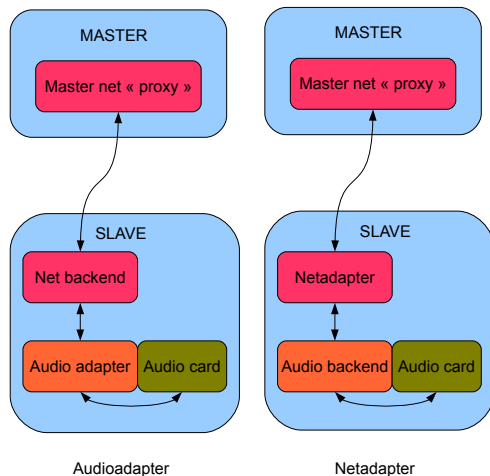 MASTER
Master net « proxy »
SLAVE
Net backend
Audio adapter
Audio card
Audioadapter
MASTER
Master net « proxy »
SLAVE
Netadapter
Audio backend
Audio card
Netadapter